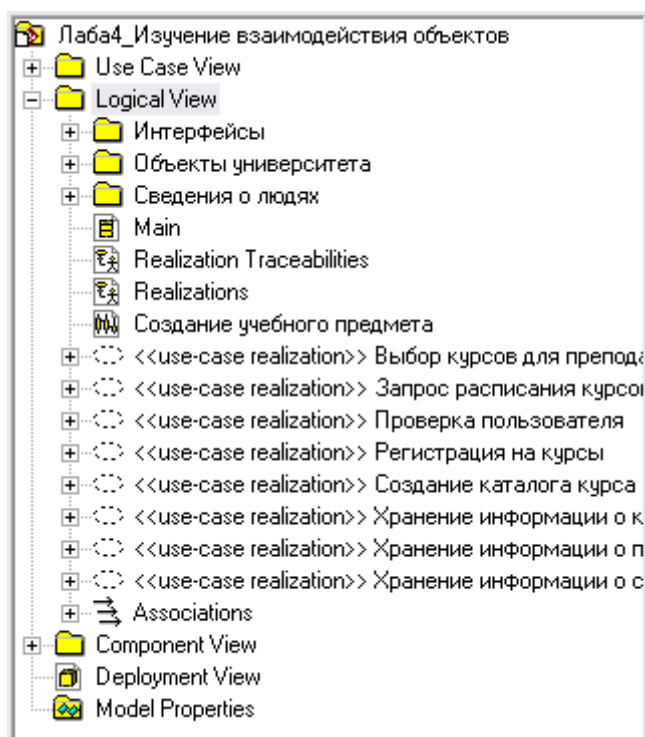 Лаба4_Изучение взаимодействия объектов
Use Case View
Logical View
Интерфейсы
Объекты университета
Сведения о людях
Main
Realization Traceabilities
Realizations
Создание учебного предмета
<<use-case realization>> Выбор курсов для препода
<<use-case realization>> Запрос расписания курсо
<<use-case realization>> Проверка пользователя
<<use-case realization>> Регистрация на курсы
<<use-case realization>> Создание каталога курса
<<use-case realization>> Хранение информации о к
<<use-case realization>> Хранение информации о п
<<use-case realization>> Хранение информации о с
Associations
Component View
Deployment View
Model Properties